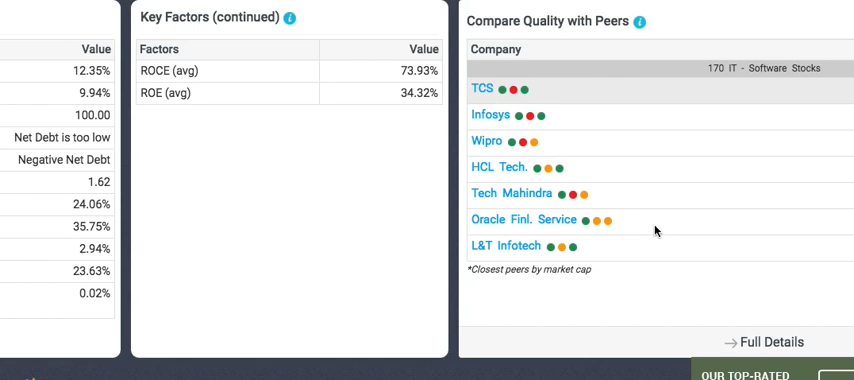 Value
12.35%
9.94%
100.00
Net Debt is too low
Negative Net Debt
1.62
24.06%
35.75%
2.94%
23.63%
0.02%
Key Factors (continued) i
Factors Value
ROCE (avg) 73.93%
ROE (avg) 34.32%
Compare Quality with Peers i
Company
170 IT - Software Stocks
TCS
Infosys
Wipro
HCL Tech.
Tech Mahindra
Oracle Finl. Service
L&T Infotech
*Closest peers by market cap
Full Details
OUR TOP-RATED